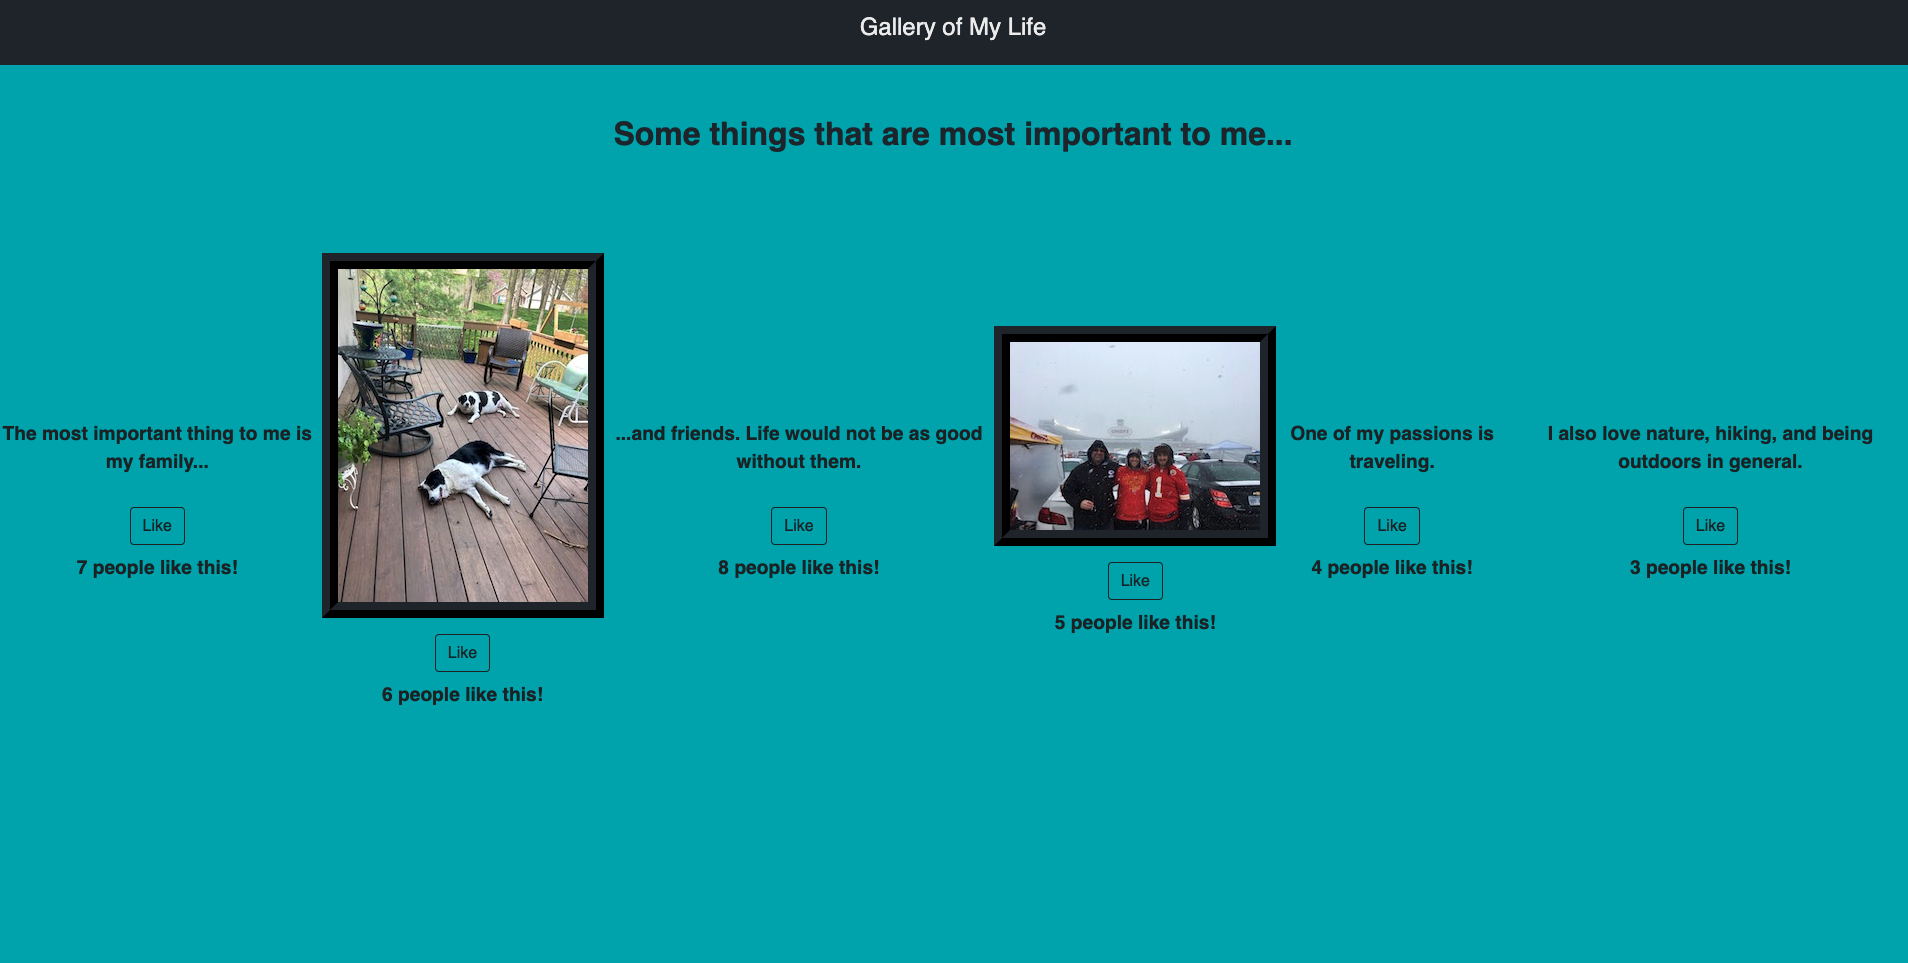 Gallery of My Life
Some things that are most important to me...
The most important thing to me is
my family...
Like
7 people like this!
Like
6 people like this!
...and friends. Life would not be as good
without them.
Like
8 people like this!
1
Like
5 people like this!
One of my passions is
traveling.
Like
4 people like this!
I also love nature, hiking, and being
outdoors in general.
Like
3 people like this!